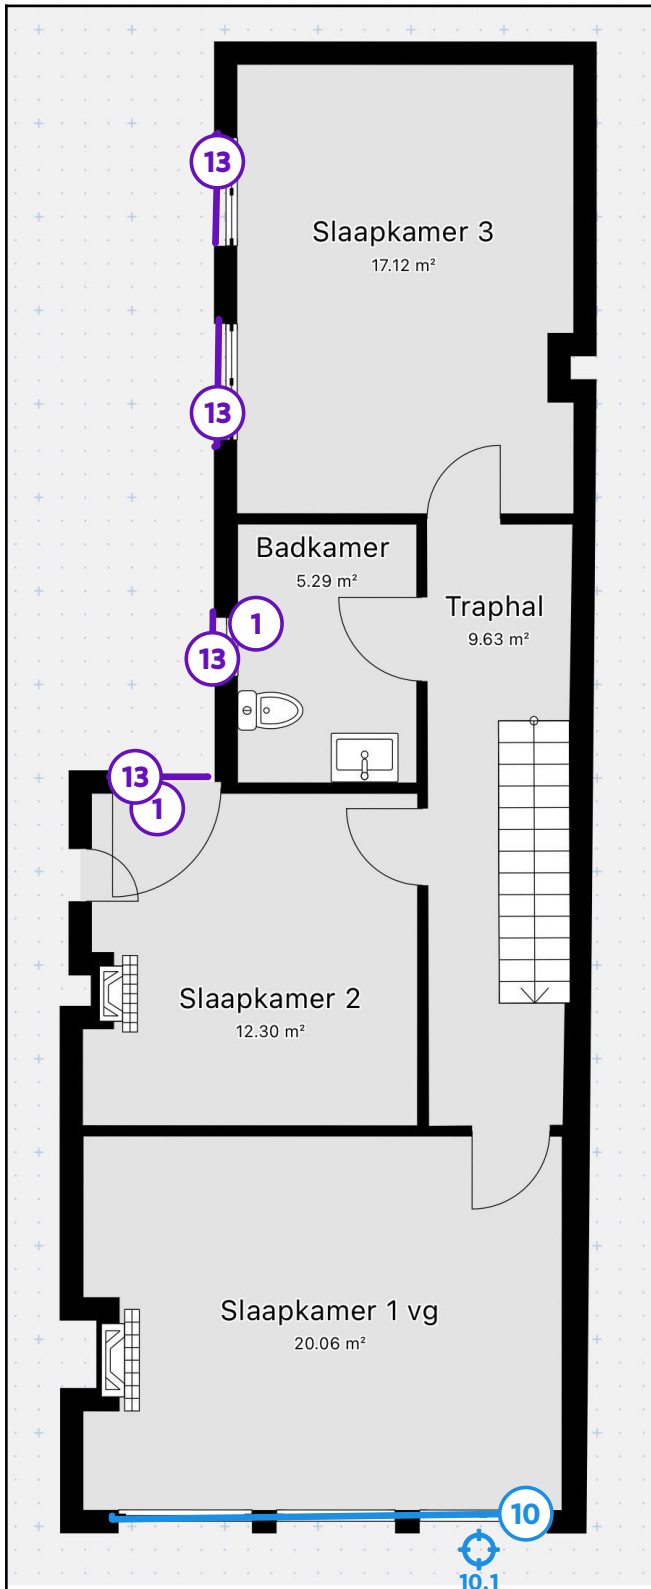 13
Slaapkamer 3
17.12 m²
13
Badkamer
5.29 m²
1
13
Traphal
9.63 m²
13
1
Slaapkamer 2
12.30 m²
Slaapkamer 1 vg
20.06 m²
10
10.1